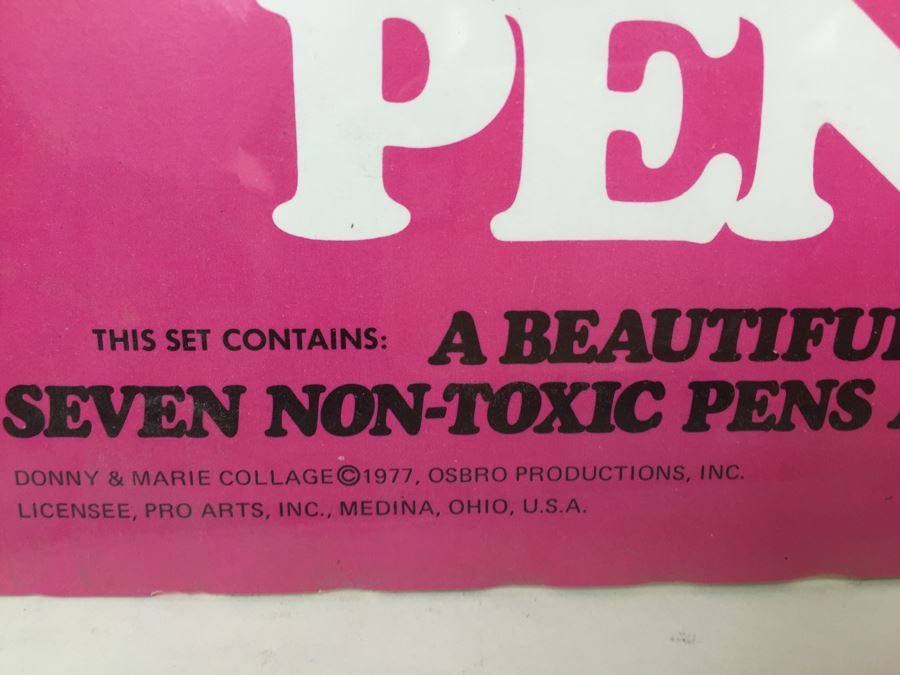 PEN
THIS SET CONTAINS: A BEAUTIFUL
SEVEN NON-TOXIC PENS
DONNY & MARIE COLLAGE©1977, OSBRO PRODUCTIONS, INC.
LICENSEE, PRO ARTS, INC., MEDINA, OHIO, U.S.A.